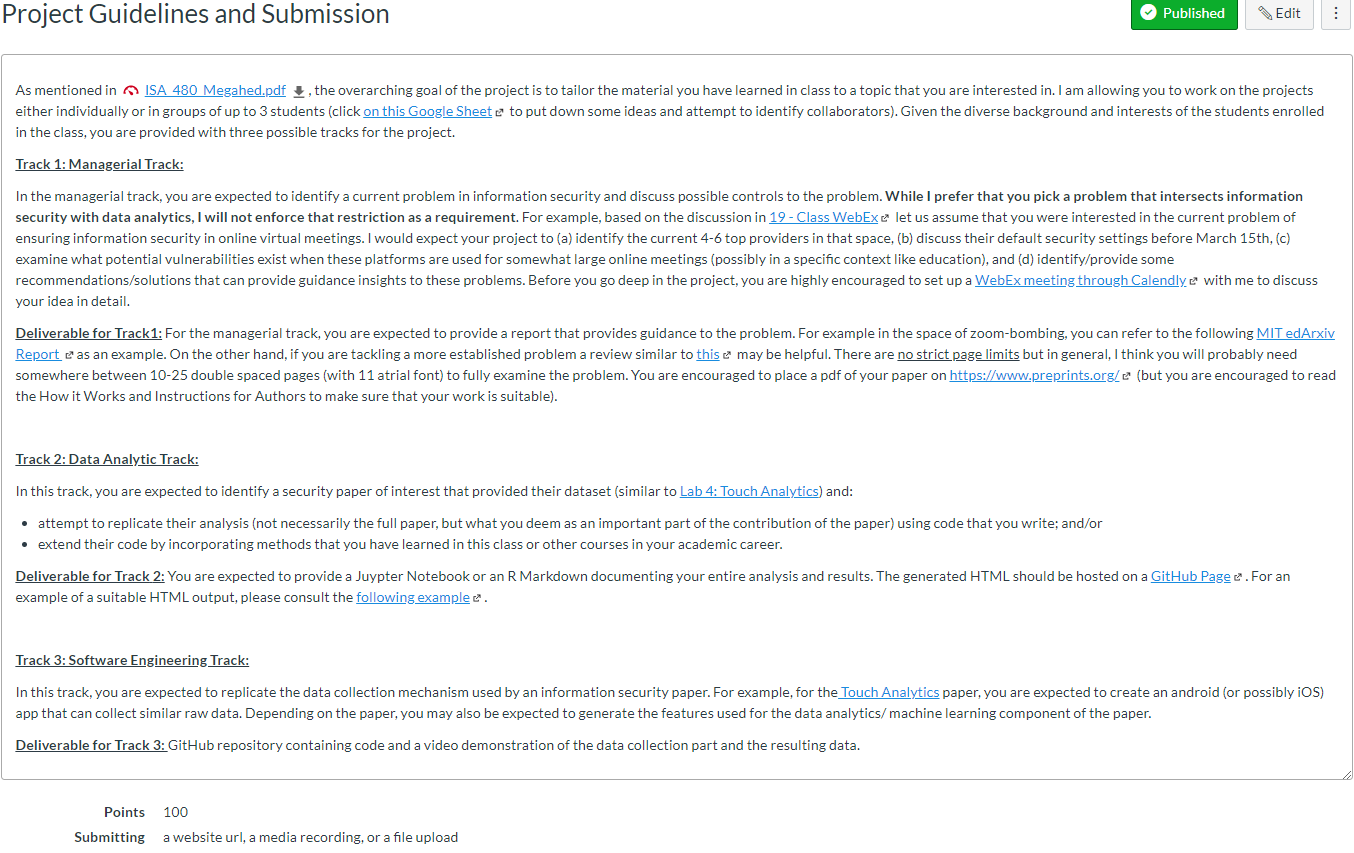 Project Guidelines and Submission
Published
Edit
As mentioned in ISA_480_Megahed.pdf , the overarching goal of the project is to tailor the material you have learned in class to a topic that you are interested in. I am allowing you to work on the projects
either individually or in groups of up to 3 students (click on this Google Sheet to put down some ideas and attempt to identify collaborators). Given the diverse background and interests of the students enrolled
in the class, you are provided with three possible tracks for the project.
Track 1: Managerial Track:
In the managerial track, you are expected to identify a current problem in information security and discuss possible controls to the problem. While I prefer that you pick a problem that intersects information
security with data analytics, I will not enforce that restriction as a requirement. For example, based on the discussion in 19 - Class WebEx let us assume that you were interested in the current problem of
ensuring information security in online virtual meetings. I would expect your project to (a) identify the current 4-6 top providers in that space, (b) discuss their default security settings before March 15th, (c)
examine what potential vulnerabilities exist when these platforms are used for somewhat large online meetings (possibly in a specific context like education), and (d) identify/provide some
recommendations/solutions that can provide guidance insights to these problems. Before you go deep in the project, you are highly encouraged to set up a WebEx meeting through Calendly with me to discuss
your idea in detail.
Deliverable for Track1: For the managerial track, you are expected to provide a report that provides guidance to the problem. For example in the space of zoom-bombing, you can refer to the following MIT edArxiv
Report as an example. On the other hand, if you are tackling a more established problem a review similar to this may be helpful. There are no strict page limits but in general, I think you will probably need
somewhere between 10-25 double spaced pages (with 11 atrial font) to fully examine the problem. You are encouraged to place a pdf of your paper on https://www.preprints.org/ (but you are encouraged to read
the How it Works and Instructions for Authors to make sure that your work is suitable).
Track 2: Data Analytic Track:
In this track, you are expected to identify a security paper of interest that provided their dataset (similar to Lab 4: Touch Analytics) and:
• attempt to replicate their analysis (not necessarily the full paper, but what you deem as an important part of the contribution of the paper) using code that you write; and/or
• extend their code by incorporating methods that you have learned in this class or other courses in your academic career.
Deliverable for Track 2: You are expected to provide a Juypter Notebook or an R Markdown documenting your entire analysis and results. The generated HTML should be hosted on a GitHub Page . For an
example of a suitable HTML output, please consult the following example .
Track 3: Software Engineering Track:
In this track, you are expected to replicate the data collection mechanism used by an information security paper. For example, for the Touch Analytics paper, you are expected to create an android (or possibly iOS)
app that can collect similar raw data. Depending on the paper, you may also be expected to generate the features used for the data analytics/ machine learning component of the paper.
Deliverable for Track 3: GitHub repository containing code and a video demonstration of the data collection part and the resulting data.
Points 100
Submitting a website url, a media recording, or a file upload